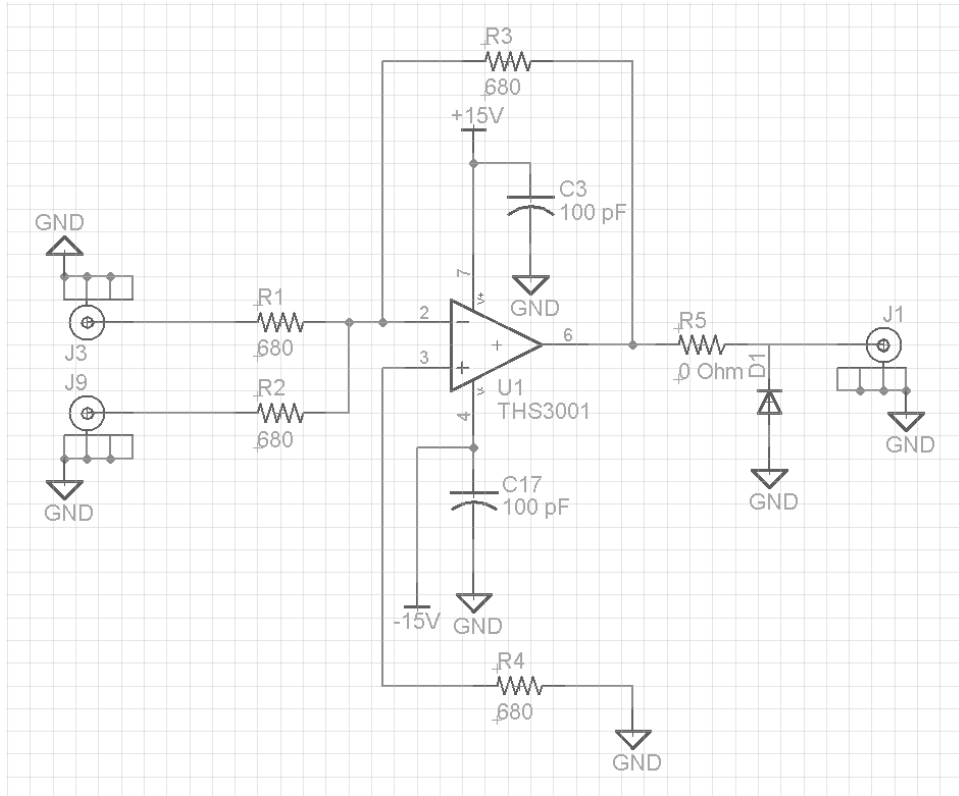 R3
680
+15V
C3
100 pF
GND
GND
7
V+
R1
2
680
J3
J9
3
R2
680
GND
6
U1
THS3001
V-
4
R5
0 Ohm
D1
J1
GND
GND
C17
100 pF
-15V
GND
R4
680
GND